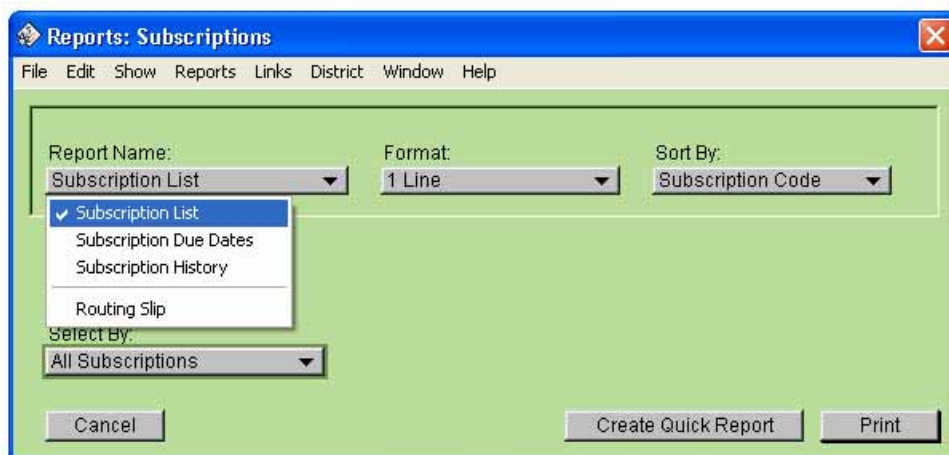 Reports: Subscriptions
File Edit Show Reports Links District Window Help
Report Name: Format: Sort By:
Subscription List 1 Line Subscription Code
Subscription List
Subscription Due Dates
Subscription History
Routing Slip
Select By:
All Subscriptions
Cancel Create Quick Report Print